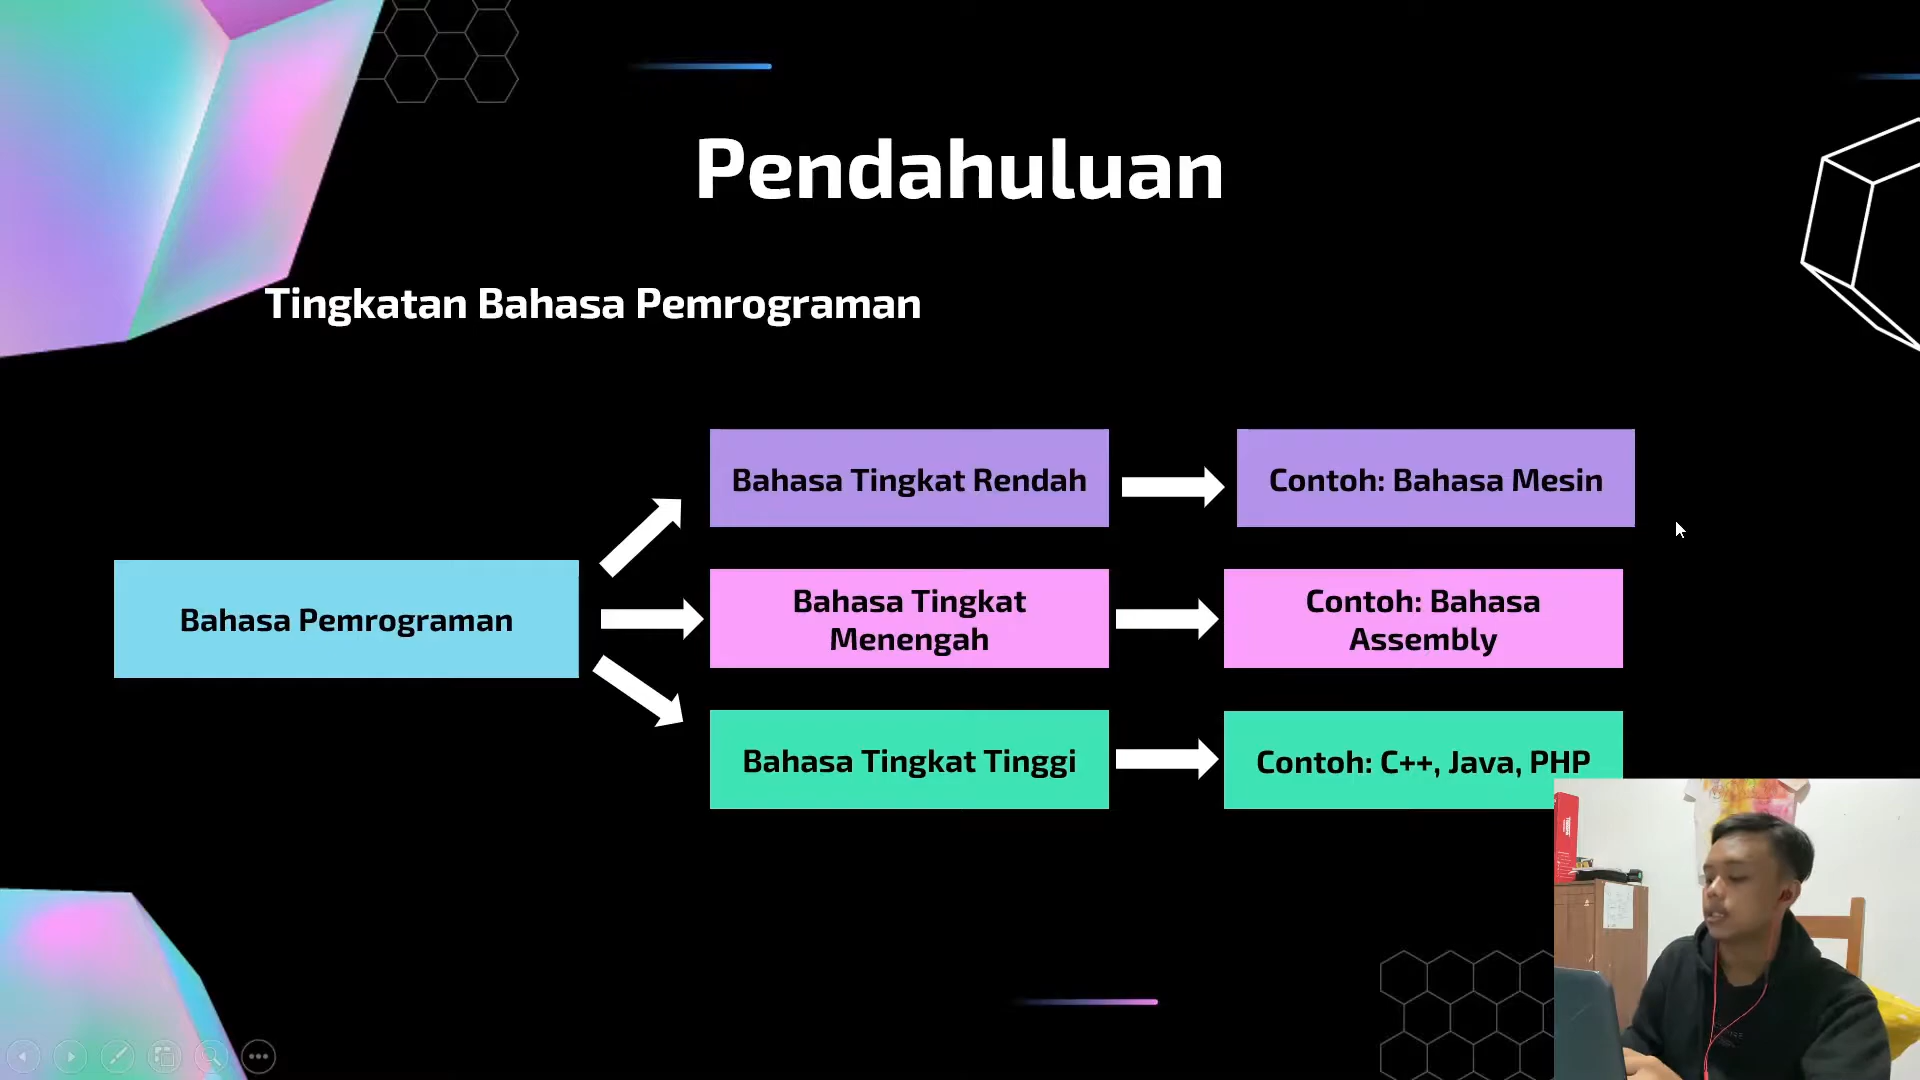 Pendahuluan
Tingkatan Bahasa Pemrograman
Bahasa Pemrograman
Bahasa Tingkat Rendah
Contoh: Bahasa Mesin
Bahasa Tingkat
Menengah
Contoh: Bahasa
Assembly
Bahasa Tingkat Tinggi
Contoh: C++, Java, PHP